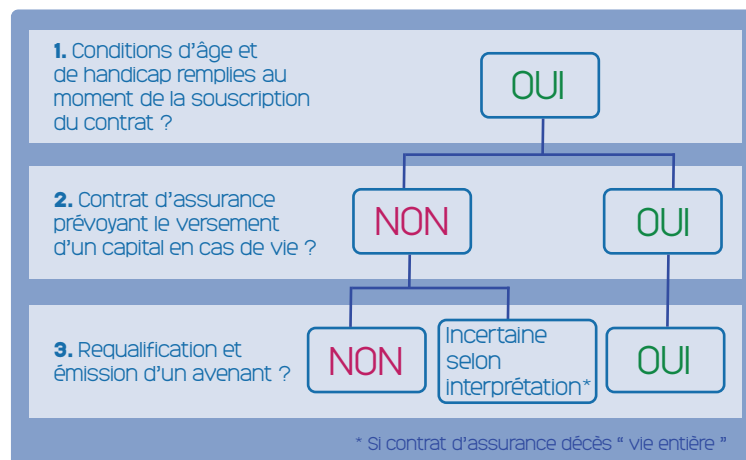 1. Conditions d'âge et
de handicap remplies au
moment de la souscription
du contrat ?
OUI
2. Contrat d'assurance
prévoyant le versement
d'un capital en cas de vie ?
NON
OUI
3. Requalification et
émission d'un avenant ?
NON
Incertaine
selon
interprétation*
OUI
* Si contrat d'assurance décès “ vie entière ”